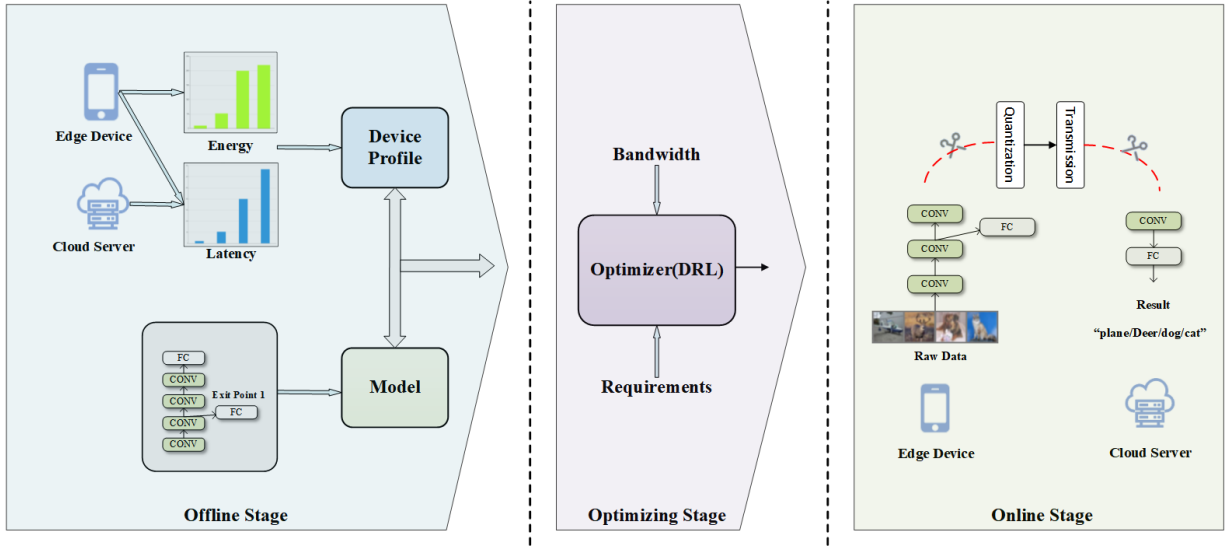 Edge Device
Energy
Cloud Server
Latency
Device
Profile
FC
CONV
CONV
Exit Point 1
CONV
FC
CONV
Model
Offline Stage
Bandwidth
Optimizer(DRL)
Requirements
Optimizing Stage
Quantization
Transmission
CONV
FC
CONV
CONV
Raw Data
Edge Device
CONV
FC
Result
“plane/Deer/dog/cat”
Cloud Server
Online Stage